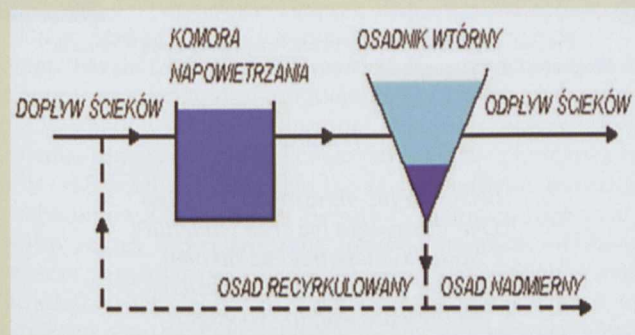 KOMORA
NAPOWIETRZANIA
OSADNIK WTÓRNY
DOPŁYW ŚCIEKÓW
ODPŁYW ŚCIEKÓW
OSAD RECYRKULOWANY
OSAD NADMIERNY